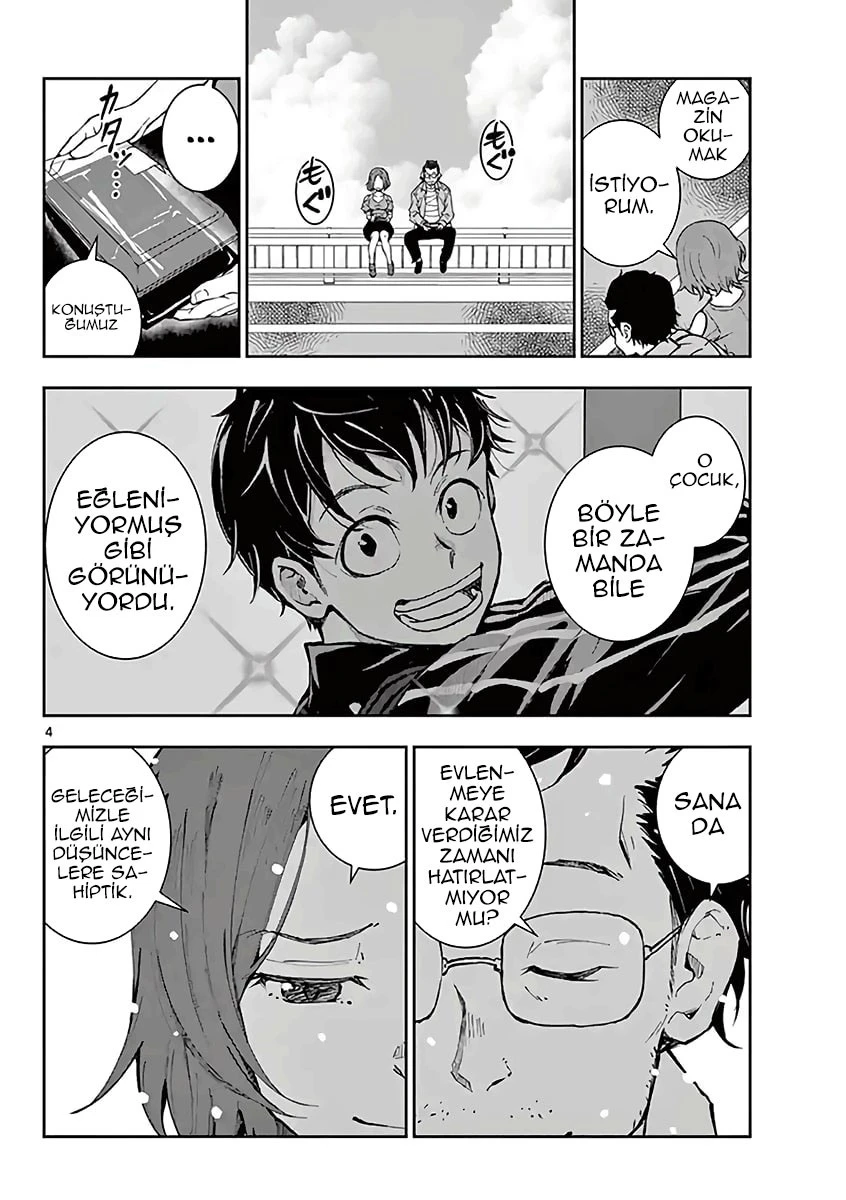 MAGA-
ZİN
OKU-
MAK
İSTİYO-
RUM.
もぐ
もぐ
...
カタッ…
KONUŞTU-
ĞUMUZ
O
ÇOCUK,
BÖYLE
BİR ZA-
MANDA
BİLE
EĞLENİ-
YORMUŞ
GİBİ
GÖRÜNÜ-
YORDU.
4
SANA
DA
EVLEN-
MEYE
KARAR
VERDİĞİMİZ
ZAMANI
HATIRLAT-
MIYOR
MU?
EVET.
GELECEĞİ-
MİZLE
İLGİLİ AYNI
DÜŞÜNCE-
LERE SA-
HİPTİK.